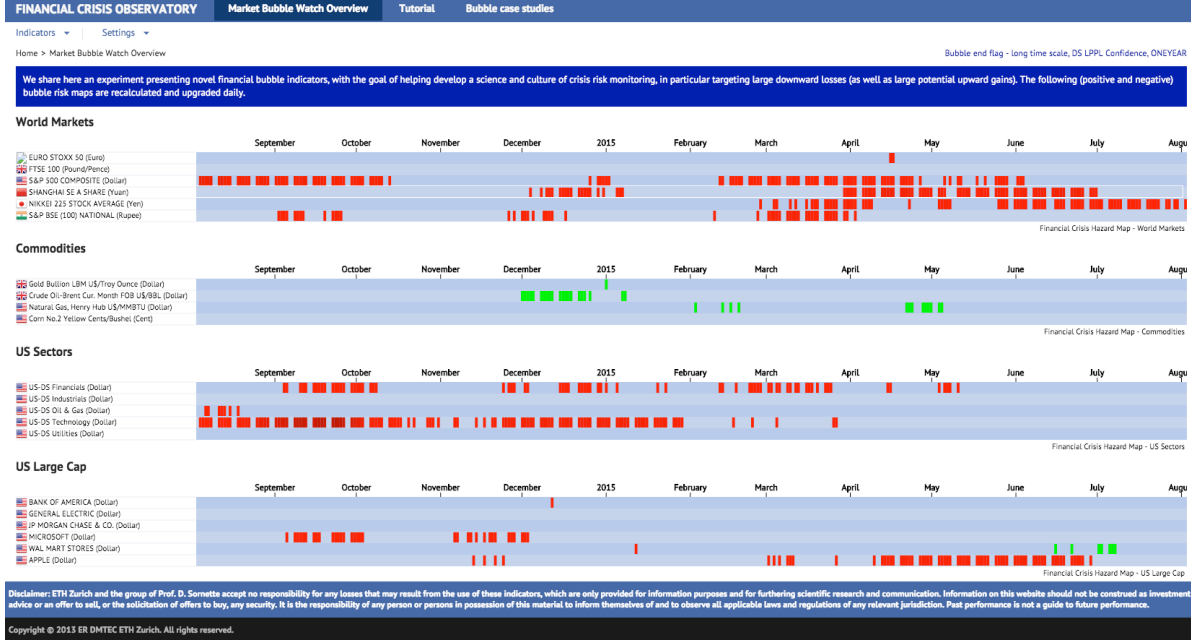 FINANCIAL CRISIS OBSERVATORY Market Bubble Watch Overview Tutorial Bubble case studies
Indicators Settings
Home > Market Bubble Watch Overview Bubble end flag - long time scale, DS LPPL Confidence, ONEYEAR
We share here an experiment presenting novel financial bubble indicators, with the goal of helping develop a science and culture of crisis risk monitoring, in particular targeting large downward losses (as well as large potential upward gains). The following (positive and negative)
bubble risk maps are recalculated and upgraded daily.
World Markets
September October November December 2015 February March April May June July Augu
EURO STOXX 50 (Euro)
FTSE 100 (Pound/Pence)
S&P 500 COMPOSITE (Dollar)
SHANGHAI SE A SHARE (Yuan)
NIKKEI 225 STOCK AVERAGE (Yen)
S&P BSE (100) NATIONAL (Rupee)
Financial Crisis Hazard Map - World Markets
Commodities
September October November December 2015 February March April May June July Augu
Gold Bullion LBM U$/Troy Ounce (Dollar)
Crude Oil-Brent Cur. Month FOB U$/BBL (Dollar)
Natural Gas, Henry Hub U$/MMBTU (Dollar)
Corn No.2 Yellow Cents/Bushel (Cent)
Financial Crisis Hazard Map - Commodities
US Sectors
September October November December 2015 February March April May June July Augu
US-DS Financials (Dollar)
US-DS Industrials (Dollar)
US-DS Oil & Gas (Dollar)
US-DS Technology (Dollar)
US-DS Utilities (Dollar)
Financial Crisis Hazard Map - US Sectors
US Large Cap
September October November December 2015 February March April May June July Augu
BANK OF AMERICA (Dollar)
GENERAL ELECTRIC (Dollar)
JP MORGAN CHASE & CO. (Dollar)
MICROSOFT (Dollar)
WAL MART STORES (Dollar)
APPLE (Dollar)
Financial Crisis Hazard Map - US Large Cap
Disclaimer: ETH Zurich and the group of Prof. D. Sornette accept no responsibility for any losses that may result from the use of these indicators, which are only provided for information purposes and for furthering scientific research and communication. Information on this website should not be construed as investment
advice or an offer to sell, or the solicitation of offers to buy, any security. It is the responsibility of any person or persons in possession of this material to inform themselves of and to observe all applicable laws and regulations of any relevant jurisdiction. Past performance is not a guide to future performance.
Copyright © 2013 ER DMTEC ETH Zurich. All rights reserved.